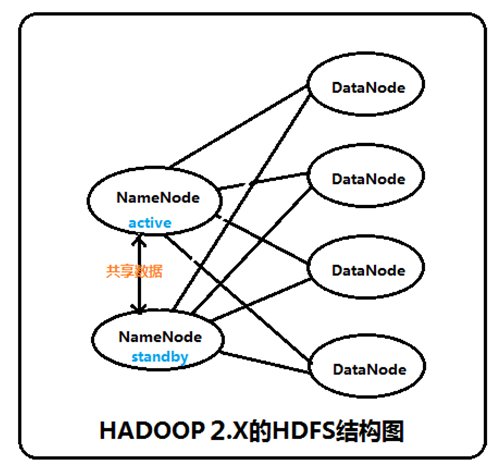 DataNode
DataNode
NameNode
active
共享数据
DataNode
NameNode
standby
DataNode
HADOOP 2.X的HDFS结构图